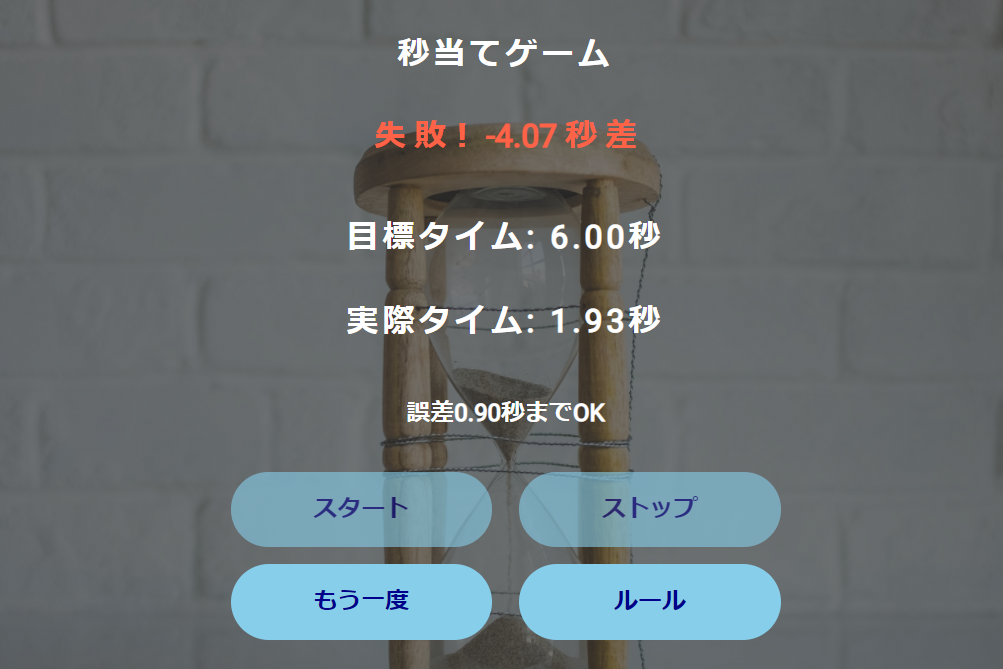 秒当てゲーム
失敗！-4.07秒差
目標タイム: 6.00秒
実際タイム: 1.93秒
誤差0.90秒までOK
スタート
ストップ
もう一度
ルール